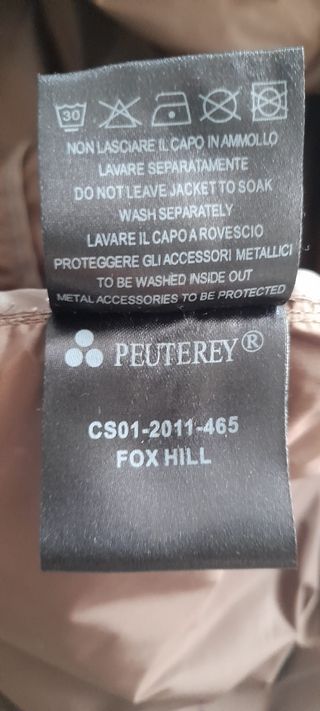 30
NON LASCIARE IL CAPO IN AMMOLLO
LAVARE SEPARATAMENTE
DO NOT LEAVE JACKET TO SOAK
WASH SEPARATELY
LAVARE IL CAPO A ROVESCIO
PROTEGGERE GLI ACCESSORI METALLICI
TO BE WASHED INSIDE OUT
METAL ACCESSORIES TO BE PROTECTED
PEUTEREY®
CS01-2011-465
FOX HILL